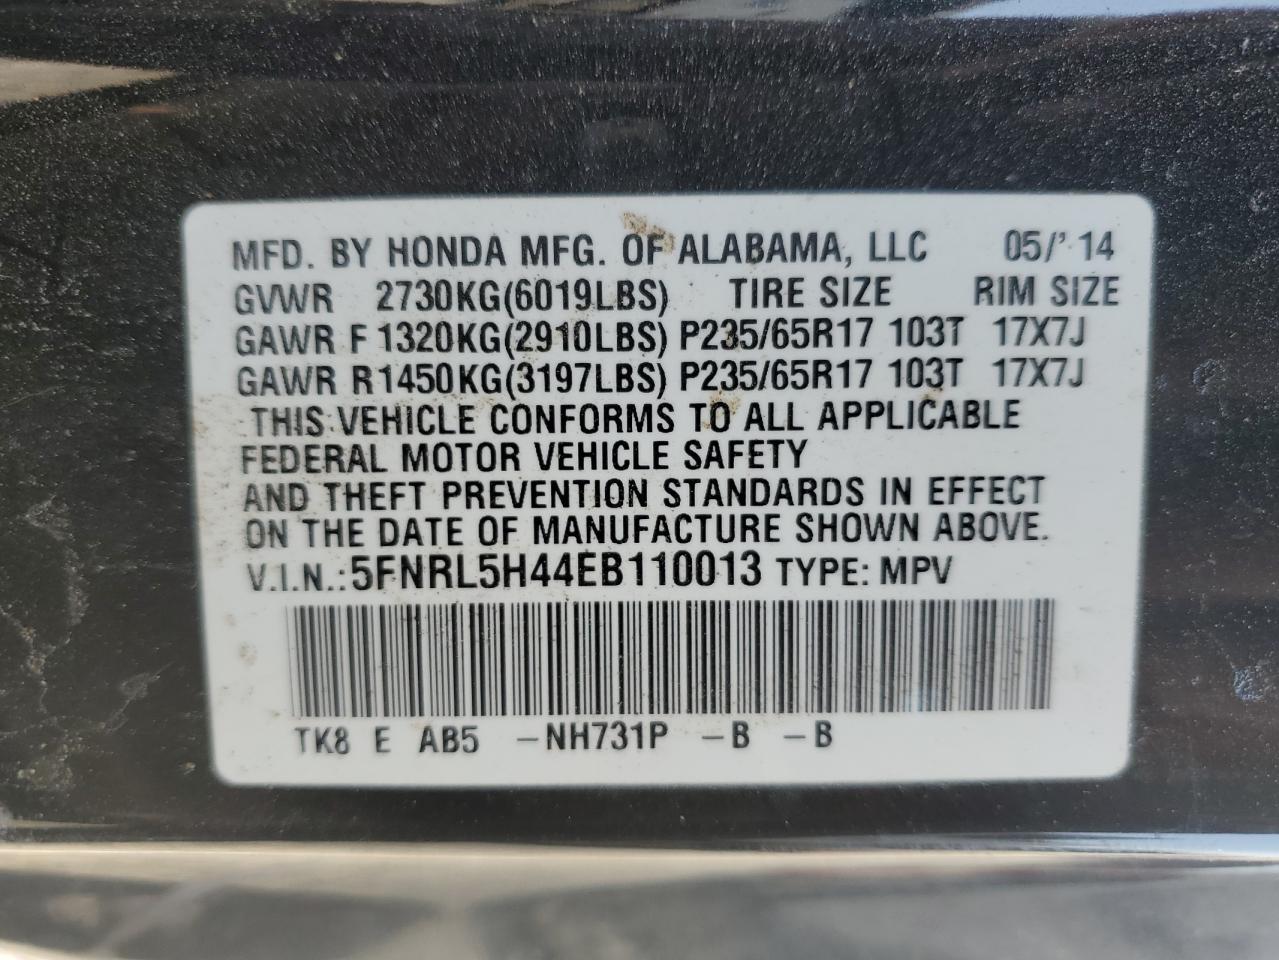 MFD. BY HONDA MFG. OF ALABAMA, LLC 05/'14
GVWR 2730KG(6019LBS) TIRE SIZE RIM SIZE
GAWR F 1320KG(2910LBS) P235/65R17 103T 17X7J
GAWR R1450KG(3197LBS) P235/65R17 103T 17X7J
THIS VEHICLE CONFORMS TO ALL APPLICABLE
FEDERAL MOTOR VEHICLE SAFETY
AND THEFT PREVENTION STANDARDS IN EFFECT
ON THE DATE OF MANUFACTURE SHOWN ABOVE.
V.I.N.:5FNRL5H44EB110013 TYPE: MPV
TK8 E AB5 -NH731P -B -B